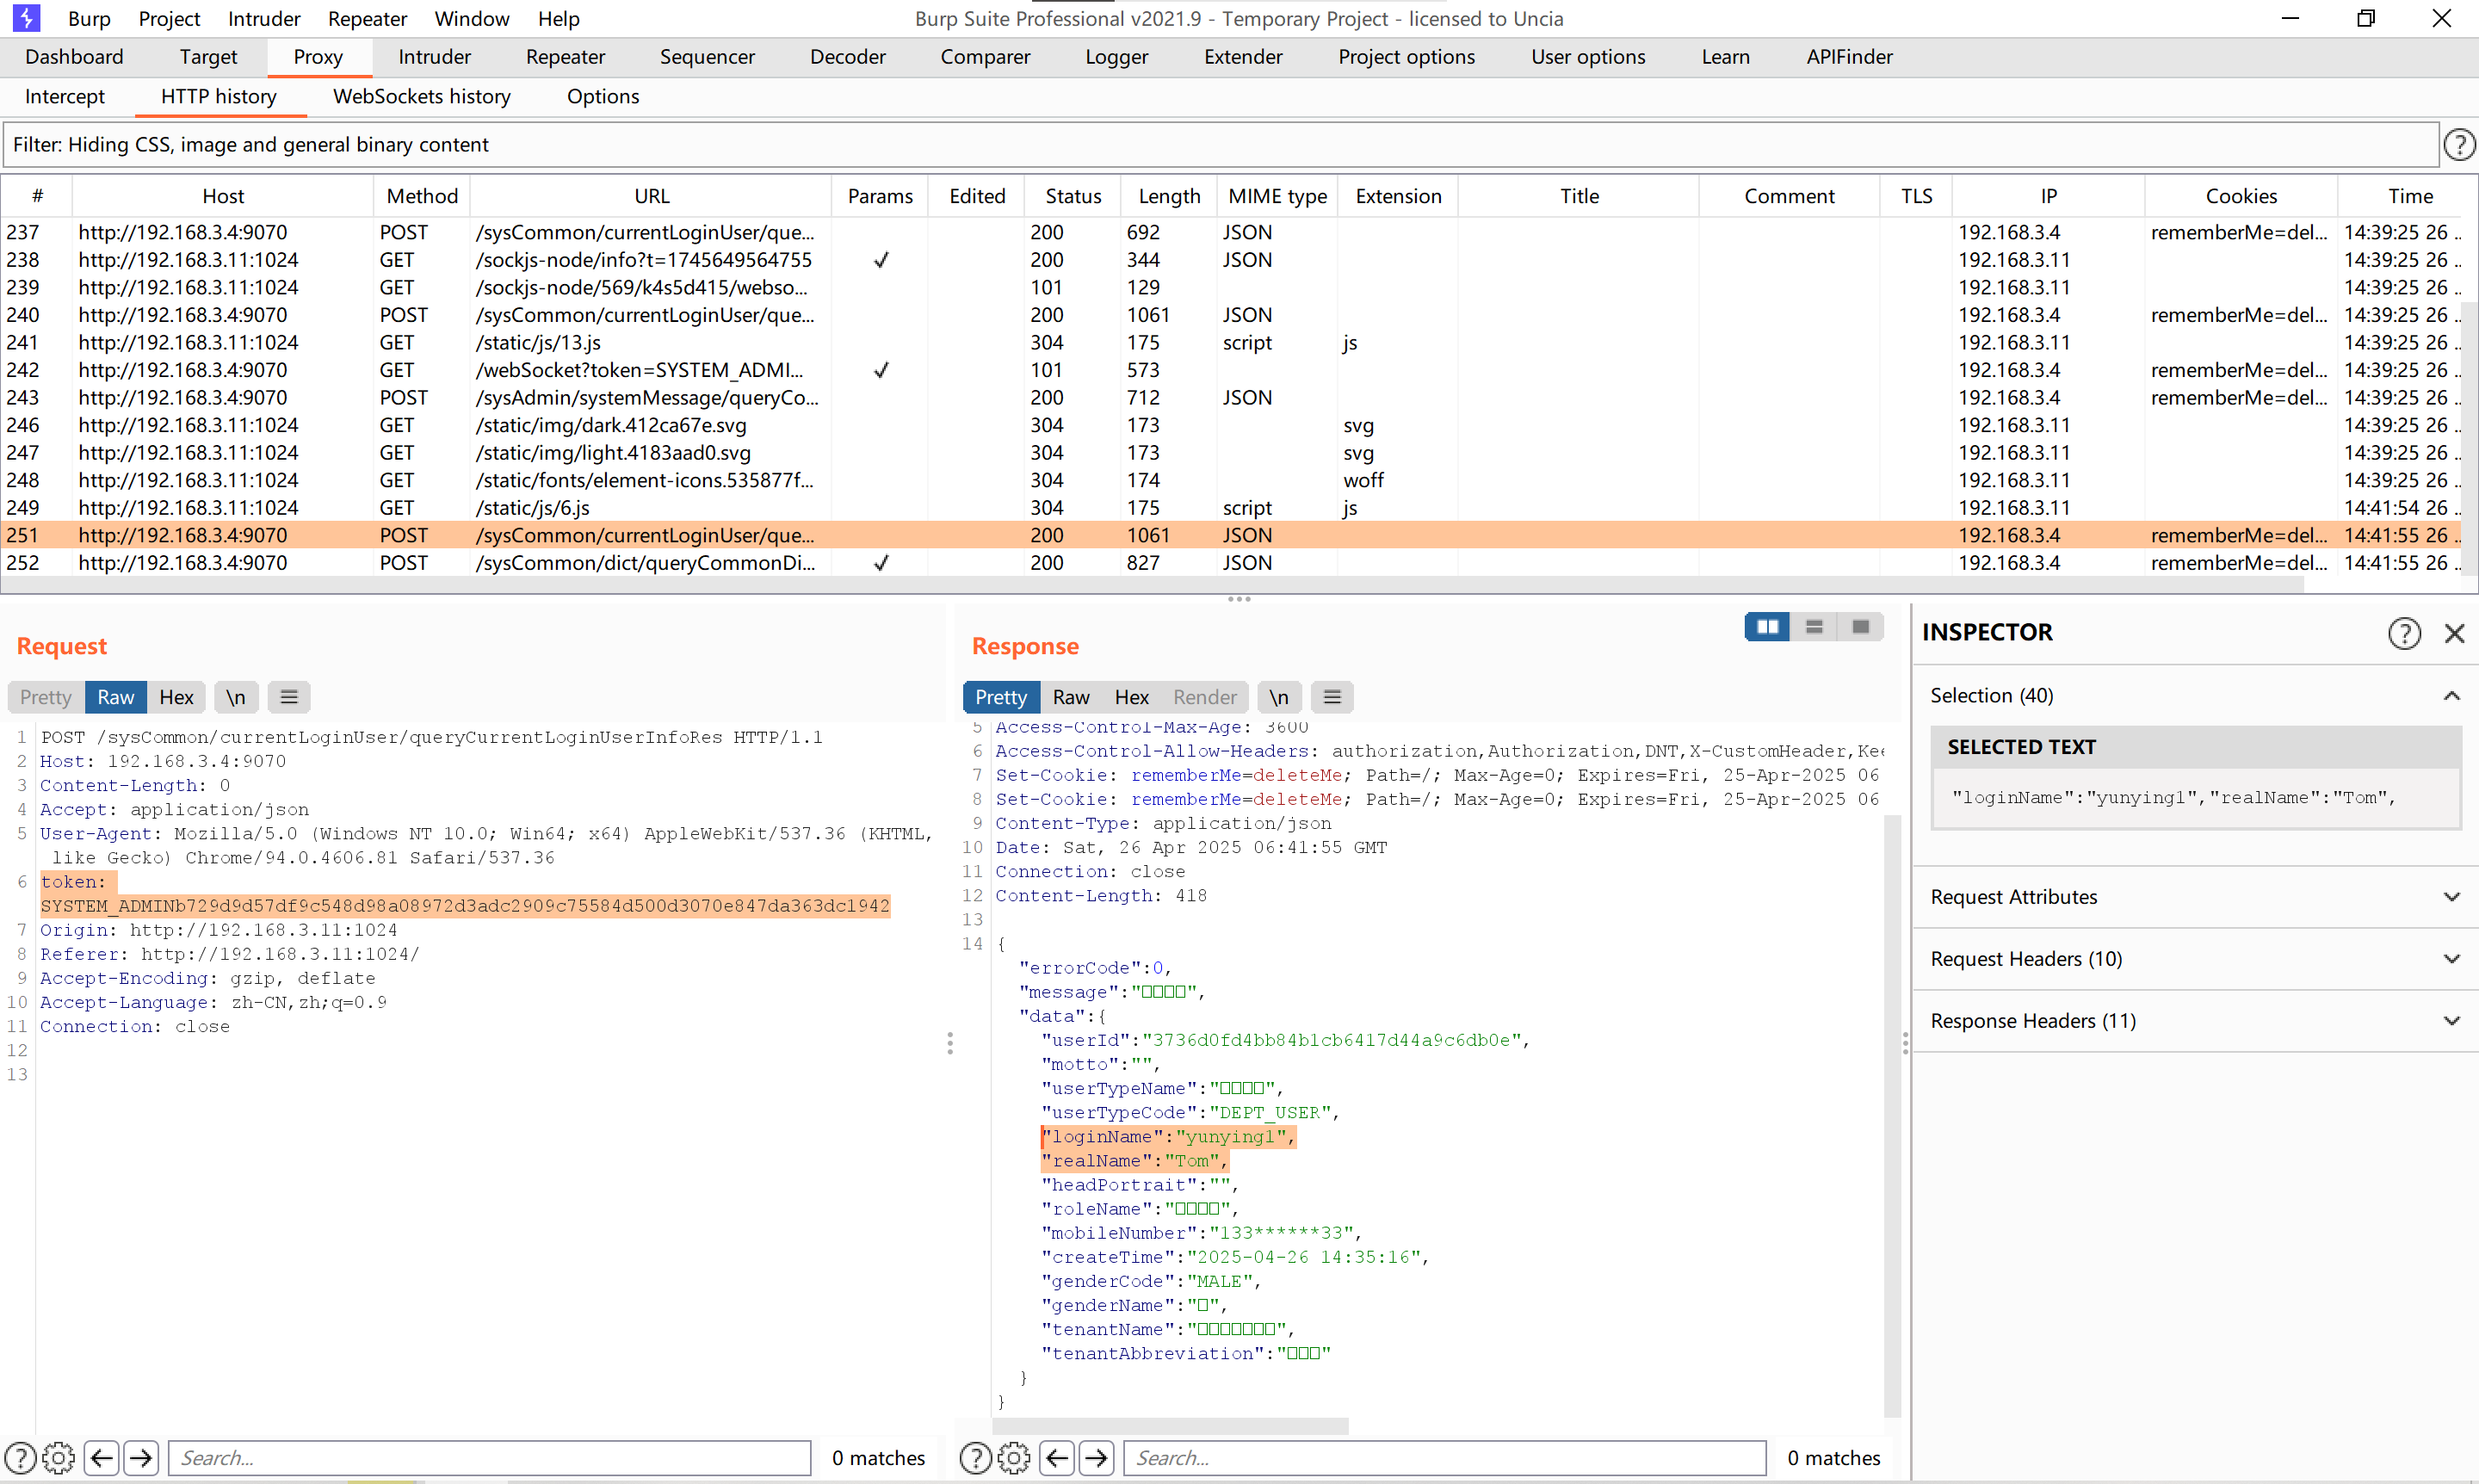 Burp Project Intruder Repeater Window Help Burp Suite Professional v2021.9 - Temporary Project - licensed to Uncia
Dashboard Target Proxy Intruder Repeater Sequencer Decoder Comparer Logger Extender Project options User options Learn APIFinder
Intercept HTTP history WebSockets history Options
Filter: Hiding CSS, image and general binary content
# Host Method URL Params Edited Status Length MIME type Extension Title Comment TLS IP Cookies Time
237 http://192.168.3.4:9070 POST /sysCommon/currentLoginUser/que... 200 692 JSON 192.168.3.4 rememberMe=del... 14:39:25 26 ..
238 http://192.168.3.11:1024 GET /sockjs-node/info?t=1745649564755 ✓ 200 344 JSON 192.168.3.11 14:39:25 26 ..
239 http://192.168.3.11:1024 GET /sockjs-node/569/k4s5d415/webso... 101 129 192.168.3.11 14:39:25 26 ..
240 http://192.168.3.4:9070 POST /sysCommon/currentLoginUser/que... 200 1061 JSON 192.168.3.4 rememberMe=del... 14:39:25 26 ..
241 http://192.168.3.11:1024 GET /static/js/13.js 304 175 script js 192.168.3.11 14:39:25 26 ..
242 http://192.168.3.4:9070 GET /webSocket?token=SYSTEM_ADMI... ✓ 101 573 192.168.3.4 rememberMe=del... 14:39:25 26 ..
243 http://192.168.3.4:9070 POST /sysAdmin/systemMessage/queryCo... 200 712 JSON 192.168.3.4 rememberMe=del... 14:39:25 26 ..
246 http://192.168.3.11:1024 GET /static/img/dark.412ca67e.svg 304 173 svg 192.168.3.11 14:39:25 26 ..
247 http://192.168.3.11:1024 GET /static/img/light.4183aad0.svg 304 173 svg 192.168.3.11 14:39:25 26 ..
248 http://192.168.3.11:1024 GET /static/fonts/element-icons.535877f... 304 174 woff 192.168.3.11 14:39:25 26 ..
249 http://192.168.3.11:1024 GET /static/js/6.js 304 175 script js 192.168.3.11 14:41:54 26 ..
251 http://192.168.3.4:9070 POST /sysCommon/currentLoginUser/que... 200 1061 JSON 192.168.3.4 rememberMe=del... 14:41:55 26 ..
252 http://192.168.3.4:9070 POST /sysCommon/dict/queryCommonDi... ✓ 200 827 JSON 192.168.3.4 rememberMe=del... 14:41:55 26 ..
Request
Pretty Raw Hex \n
1 POST /sysCommon/currentLoginUser/queryCurrentLoginUserInfoRes HTTP/1.1
2 Host: 192.168.3.4:9070
3 Content-Length: 0
4 Accept: application/json
5 User-Agent: Mozilla/5.0 (Windows NT 10.0; Win64; x64) AppleWebKit/537.36 (KHTML,
like Gecko) Chrome/94.0.4606.81 Safari/537.36
6 token:
SYSTEM_ADMINb729d9d57df9c548d98a08972d3adc2909c75584d500d3070e847da363dc1942
7 Origin: http://192.168.3.11:1024
8 Referer: http://192.168.3.11:1024/
9 Accept-Encoding: gzip, deflate
10 Accept-Language: zh-CN,zh;q=0.9
11 Connection: close
12
13
Search... 0 matches
Response
Pretty Raw Hex Render \n
5 Access-Control-Max-Age: 3600
6 Access-Control-Allow-Headers: authorization,Authorization,DNT,X-CustomHeader,Kee
7 Set-Cookie: rememberMe=deleteMe; Path=/; Max-Age=0; Expires=Fri, 25-Apr-2025 06
8 Set-Cookie: rememberMe=deleteMe; Path=/; Max-Age=0; Expires=Fri, 25-Apr-2025 06
9 Content-Type: application/json
10 Date: Sat, 26 Apr 2025 06:41:55 GMT
11 Connection: close
12 Content-Length: 418
13
14 {
"errorCode":0,
"message":"□□□□",
"data":{
"userId":"3736d0fd4bb84b1cb6417d44a9c6db0e",
"motto":"",
"userTypeName":"□□□□",
"userTypeCode":"DEPT_USER",
"loginName":"yunying1",
"realName":"Tom",
"headPortrait":"",
"roleName":"□□□□",
"mobileNumber":"133******33",
"createTime":"2025-04-26 14:35:16",
"genderCode":"MALE",
"genderName":"□",
"tenantName":"□□□□□□□",
"tenantAbbreviation":"□□□"
}
}
Search... 0 matches
INSPECTOR
Selection (40)
SELECTED TEXT
"loginName":"yunying1","realName":"Tom",
Request Attributes
Request Headers (10)
Response Headers (11)